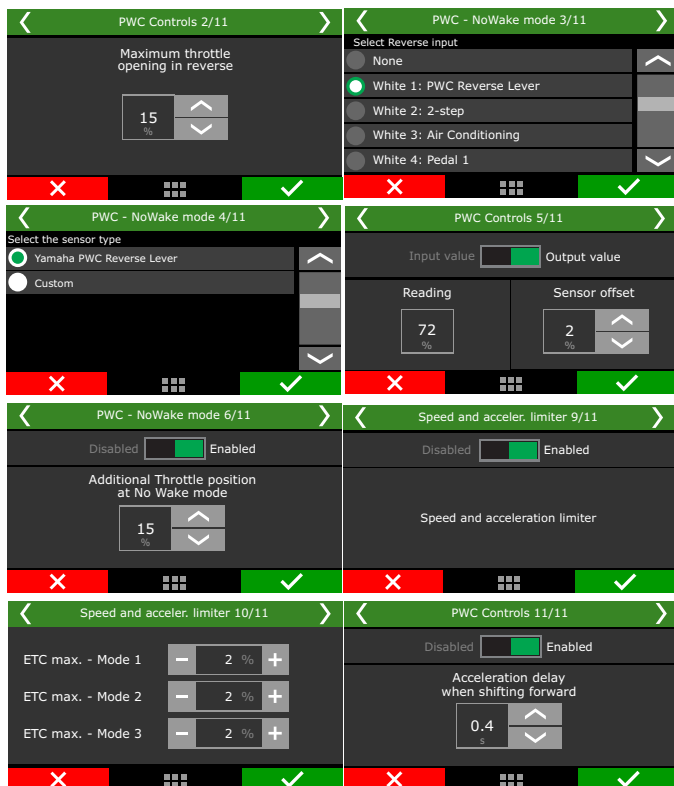 PWC Controls 2/11
Maximum throttle
opening in reverse
15
%
PWC - NoWake mode 3/11
Select Reverse input
None
White 1: PWC Reverse Lever
White 2: 2-step
White 3: Air Conditioning
White 4: Pedal 1
PWC - NoWake mode 4/11
Select the sensor type
Yamaha PWC Reverse Lever
Custom
PWC Controls 5/11
Input value Output value
Reading
72
%
Sensor offset
2
%
PWC - NoWake mode 6/11
Disabled Enabled
Additional Throttle position
at No Wake mode
15
%
Speed and acceler. limiter 9/11
Disabled Enabled
Speed and acceleration limiter
Speed and acceler. limiter 10/11
ETC max. - Mode 1 2 %
ETC max. - Mode 2 2 %
ETC max. - Mode 3 2 %
PWC Controls 11/11
Disabled Enabled
Acceleration delay
when shifting forward
0.4
s